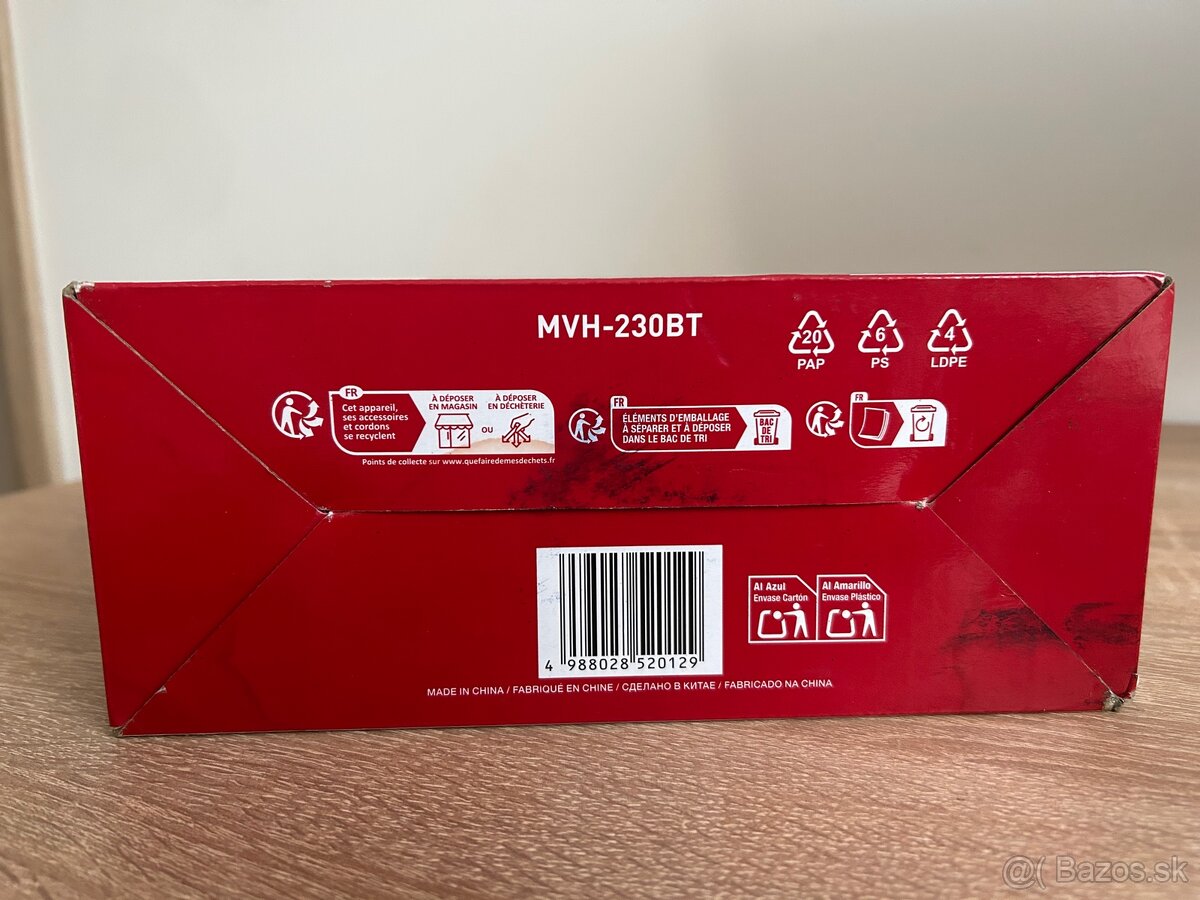 MVH-230BT
20
PAP
6
PS
4
LDPE
FR
Cet appareil,
ses accessoires
et cordons
se recyclent
À DÉPOSER
EN MAGASIN
OU
À DÉPOSER
EN DÉCHÈTERIE
Points de collecte sur www.quefairedemesdechets.fr
FR
ÉLÉMENTS D'EMBALLAGE
À SÉPARER ET À DÉPOSER
DANS LE BAC DE TRI
BAC
DE
TRI
FR
4 988028 520129
Al Azul
Envase Cartón
Al Amarillo
Envase Plástico
MADE IN CHINA / FABRIQUÉ EN CHINE / СДЕЛАНО В КИТАЕ / FABRICADO NA CHINA
@( Bazos.sk